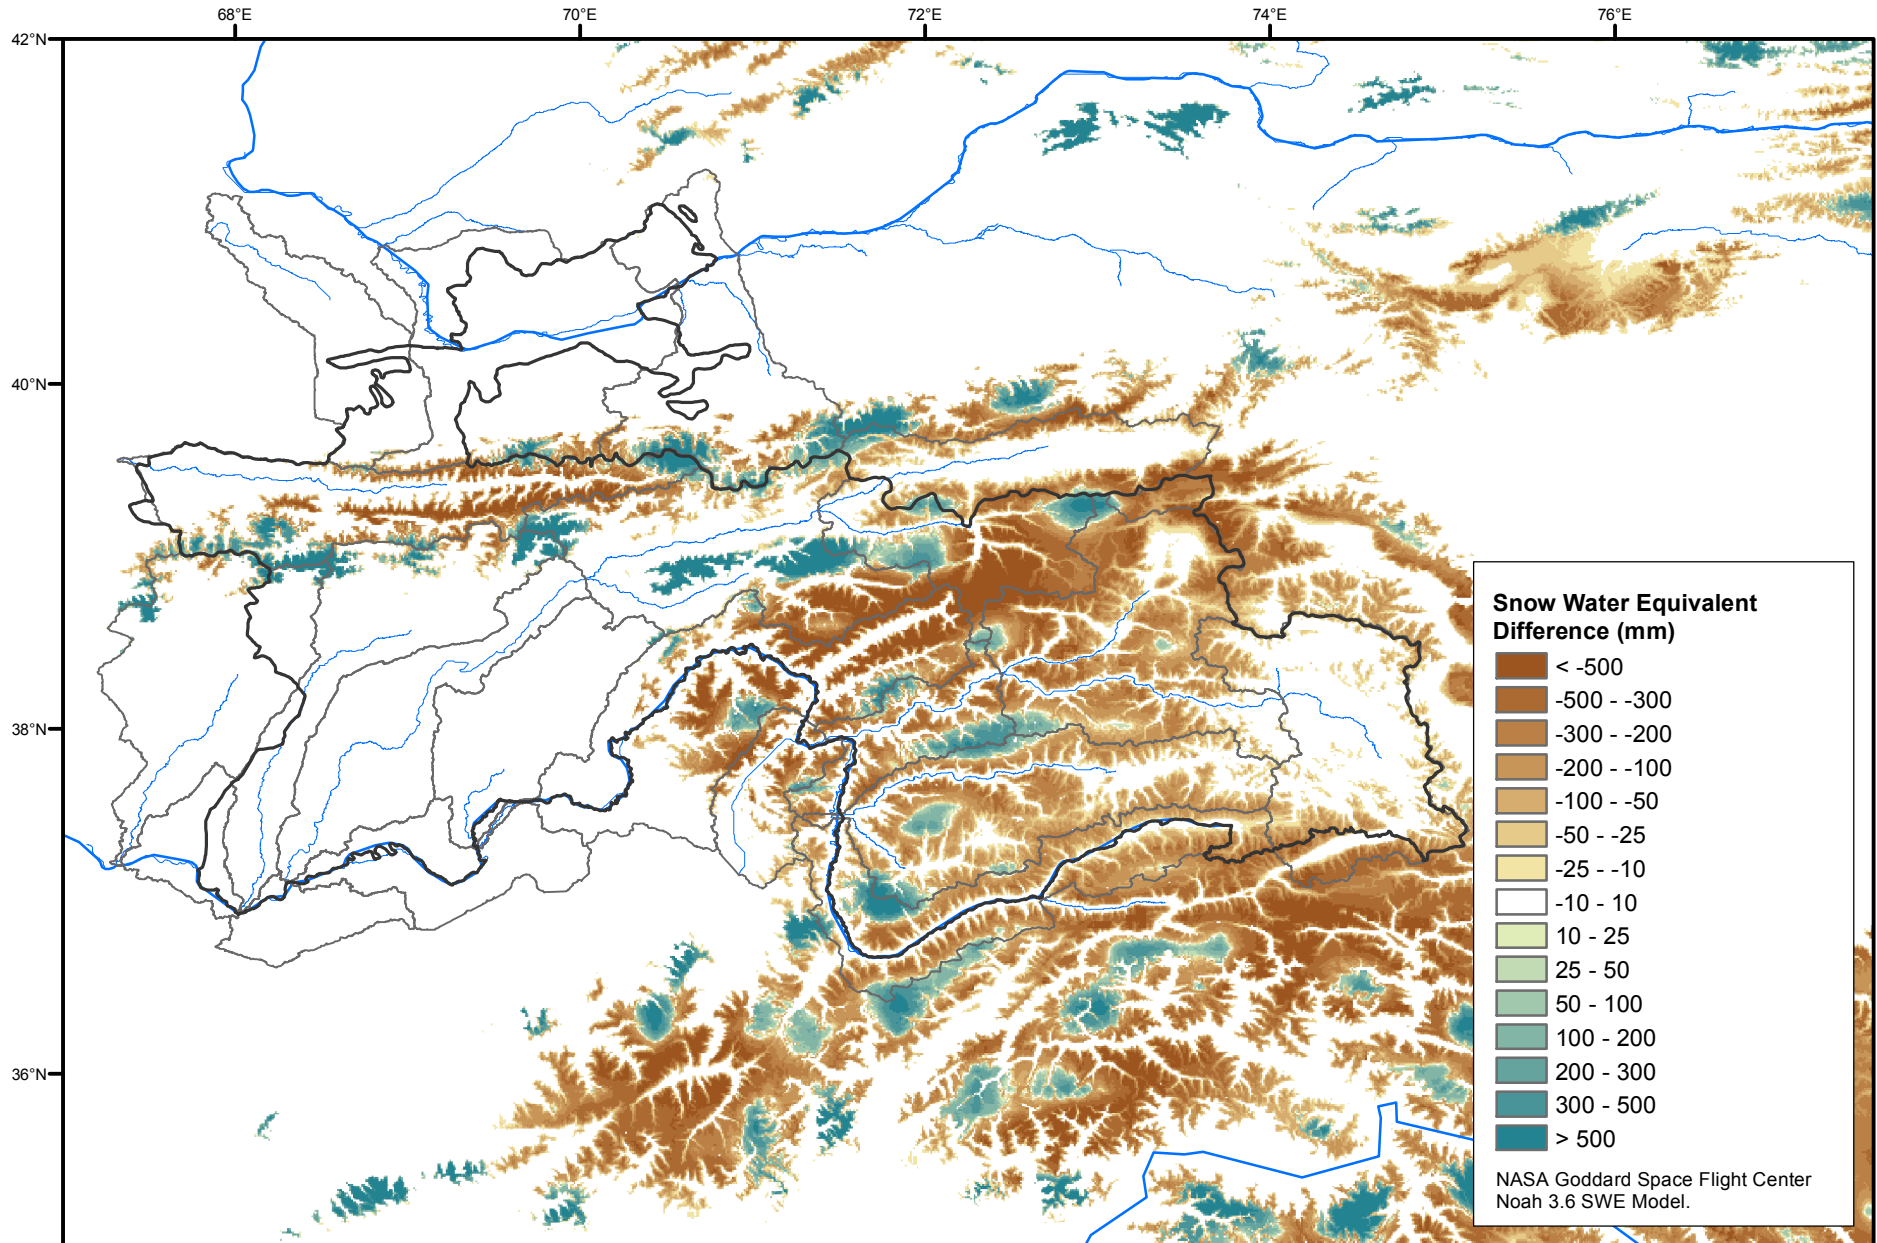 68°E 70°E 72°E 74°E 76°E
42°N
40°N
38°N
36°N
Snow Water Equivalent
Difference (mm)
< -500
-500 - -300
-300 - -200
-200 - -100
-100 - -50
-50 - -25
-25 - -10
-10 - 10
10 - 25
25 - 50
50 - 100
100 - 200
200 - 300
300 - 500
> 500
NASA Goddard Space Flight Center
Noah 3.6 SWE Model.